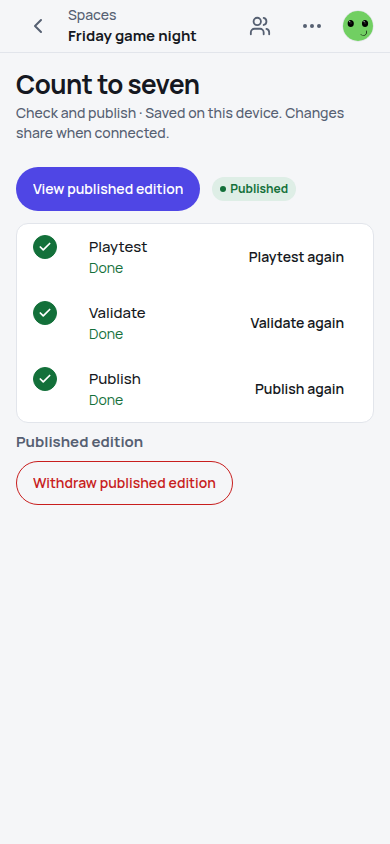 Spaces
Friday game night
Count to seven
Check and publish · Saved on this device. Changes
share when connected.
View published edition
Published
Playtest
Done
Playtest again
Validate
Done
Validate again
Publish
Done
Publish again
Published edition
Withdraw published edition